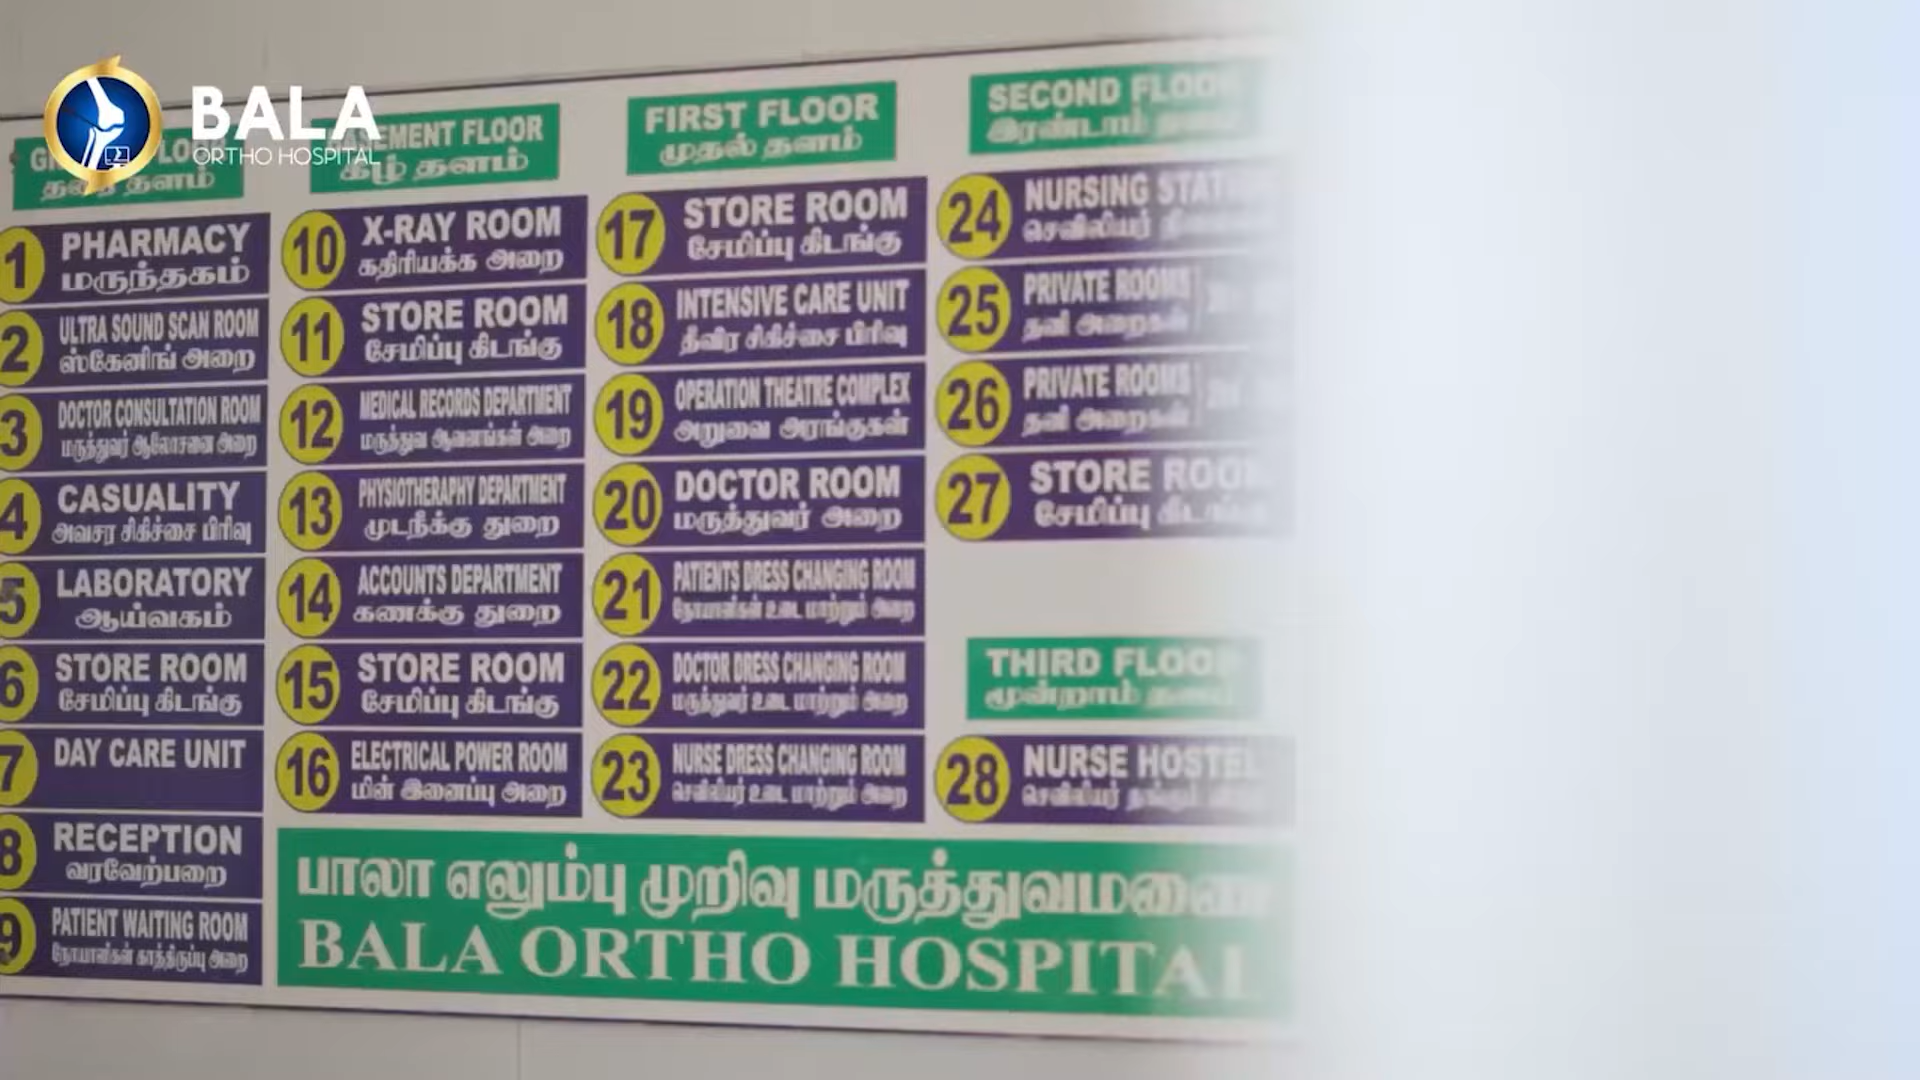 BALA
ORTHO HOSPITAL
தளம்
1 PHARMACY
மருந்தகம்
2 ULTRA SOUND SCAN ROOM
ஸ்கேனிங் அறை
3 DOCTOR CONSULTATION ROOM
மருத்துவர் ஆலோசனை அறை
4 CASUALITY
அவசர சிகிச்சை பிரிவு
5 LABORATORY
ஆய்வகம்
6 STORE ROOM
சேமிப்பு கிடங்கு
7 DAY CARE UNIT
8 RECEPTION
வரவேற்பறை
9 PATIENT WAITING ROOM
நோயாளிகள் காத்திருப்பு அறை
FLOOR
கீழ் தளம்
10 X-RAY ROOM
கதிரியக்க அறை
11 STORE ROOM
சேமிப்பு கிடங்கு
12 MEDICAL RECORDS DEPARTMENT
மருத்துவ ஆவணங்கள் அறை
13 PHYSIOTHERAPHY DEPARTMENT
முடநீக்கு துறை
14 ACCOUNTS DEPARTMENT
கணக்கு துறை
15 STORE ROOM
சேமிப்பு கிடங்கு
16 ELECTRICAL POWER ROOM
மின் இணைப்பு அறை
FIRST FLOOR
முதல் தளம்
17 STORE ROOM
சேமிப்பு கிடங்கு
18 INTENSIVE CARE UNIT
தீவிர சிகிச்சை பிரிவு
19 OPERATION THEATRE COMPLEX
அறுவை அரங்குகள்
20 DOCTOR ROOM
மருத்துவர் அறை
21 PATIENTS DRESS CHANGING ROOM
நோயாளிகள் உடை மாற்றும் அறை
22 DOCTOR DRESS CHANGING ROOM
மருத்துவர் உடை மாற்றும் அறை
23 NURSE DRESS CHANGING ROOM
செவிலியர் உடை மாற்றும் அறை
SECOND FLOOR
இரண்டாம்
24 NURSING
செவிலியர்
25 PRIVATE ROOMS
தனி அறைகள்
26 PRIVATE ROOMS
தனி அறைகள்
27 STORE ROOM
சேமிப்பு கிடங்கு
THIRD FLOOR
மூன்றாம்
28 NURSE HOSTEL
செவிலியர்
பாலா எலும்பு முறிவு மருத்துவமனை
BALA ORTHO HOSPITAL